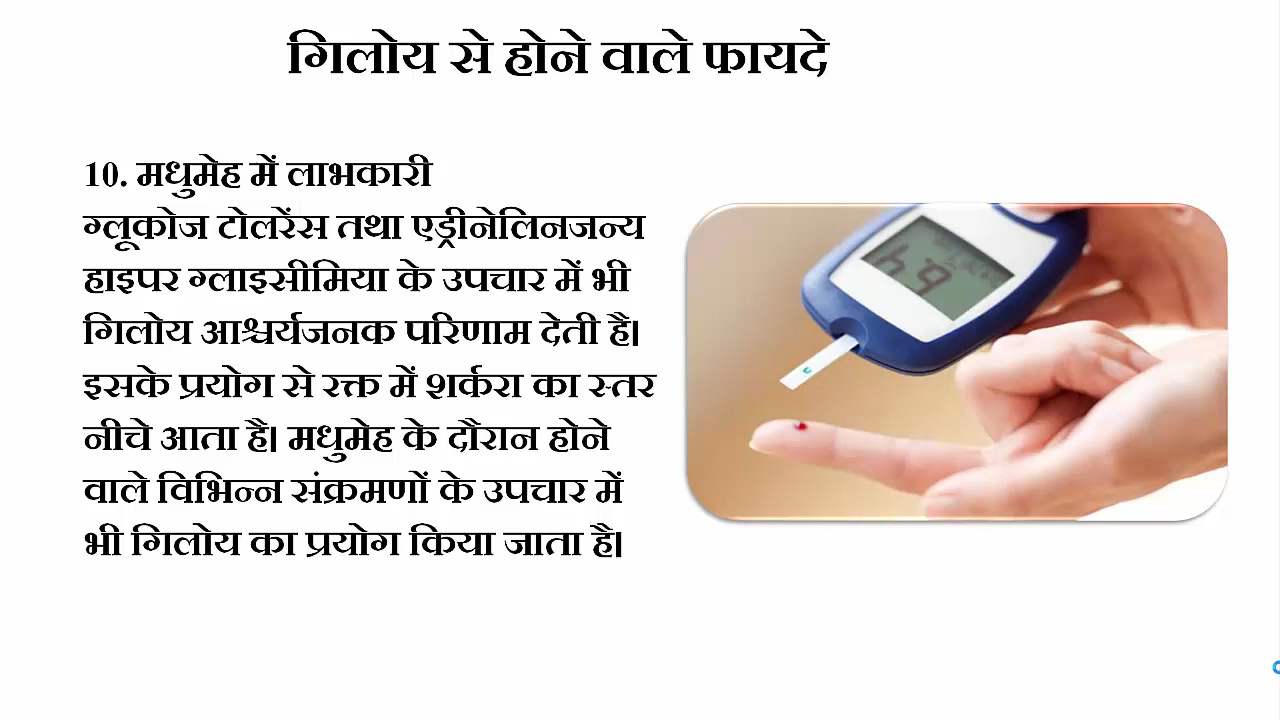 गिलोय से होने वाले फायदे
10. मधुमेह में लाभकारी
ग्लूकोज टोलरेंस तथा एड्रीनेलिनजन्य
हाइपर ग्लाइसीमिया के उपचार में भी
गिलोय आश्चर्यजनक परिणाम देती है।
इसके प्रयोग से रक्त में शर्करा का स्तर
नीचे आता है। मधुमेह के दौरान होने
वाले विभिन्न संक्रमणों के उपचार में
भी गिलोय का प्रयोग किया जाता है।